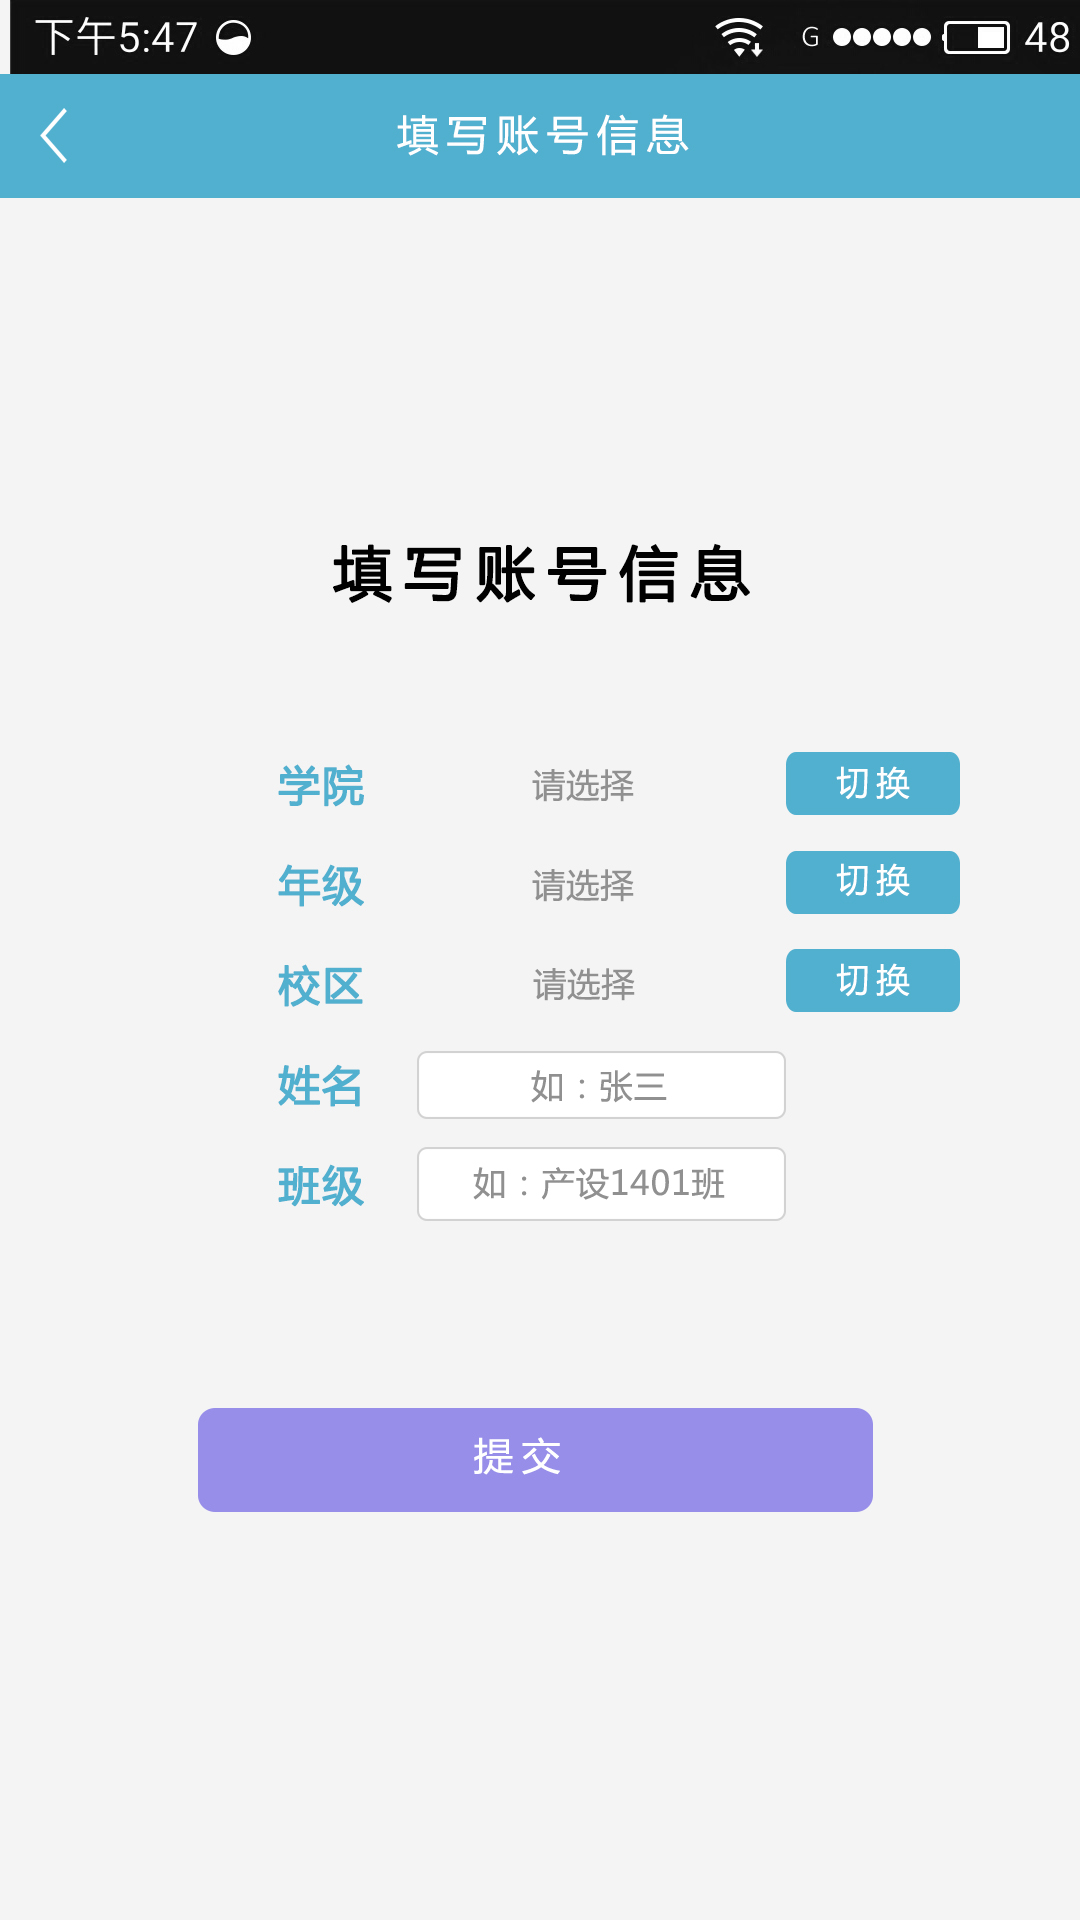 下午5:47 G 48
填写账号信息
填写账号信息
学院 请选择 切换
年级 请选择 切换
校区 请选择 切换
姓名 如：张三
班级 如：产设1401班
提交